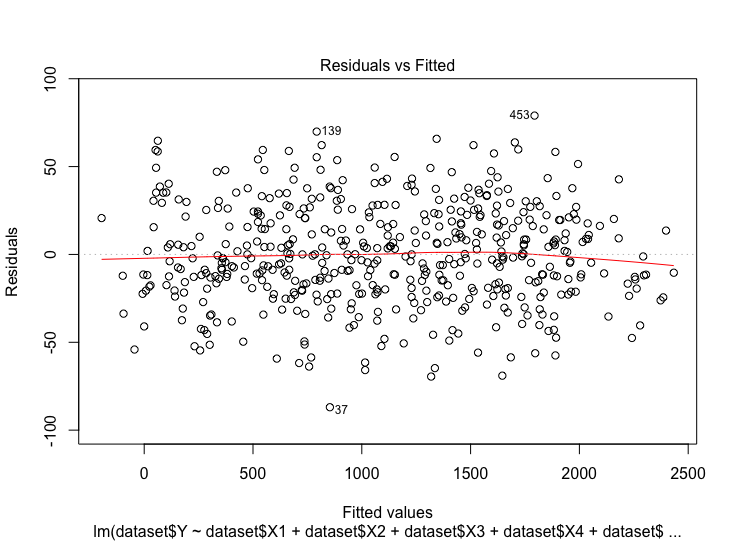 Residuals vs Fitted
100
50
0
-50
-100
Residuals
453
139
37
0 500 1000 1500 2000 2500
Fitted values
lm(dataset$Y ~ dataset$X1 + dataset$X2 + dataset$X3 + dataset$X4 + dataset$ ...